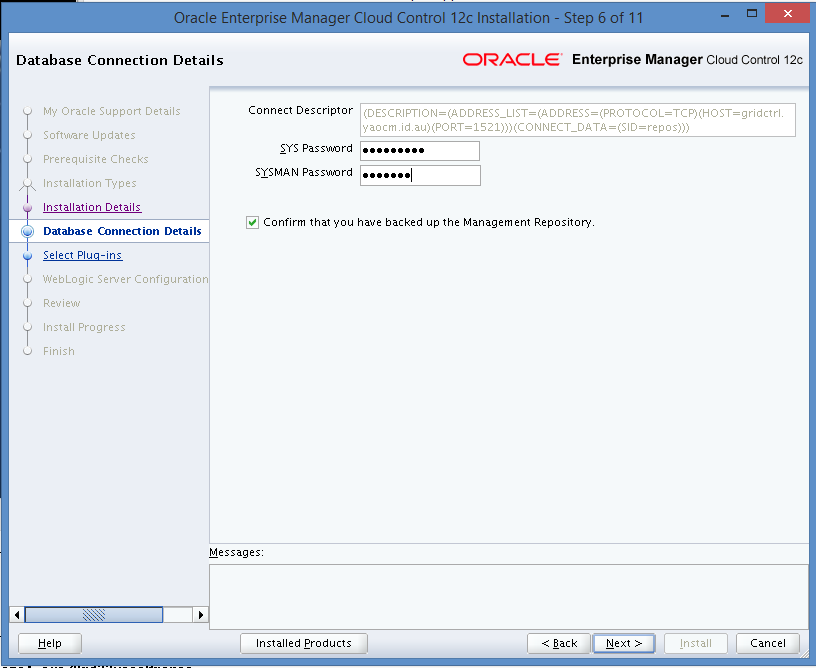 Oracle Enterprise Manager Cloud Control 12c Installation - Step 6 of 11
Database Connection Details
ORACLE Enterprise Manager Cloud Control 12c
My Oracle Support Details
Software Updates
Prerequisite Checks
Installation Types
Installation Details
Database Connection Details
Select Plug-ins
WebLogic Server Configuration
Review
Install Progress
Finish
Connect Descriptor
(DESCRIPTION=(ADDRESS_LIST=(ADDRESS=(PROTOCOL=TCP)(HOST=gridctrl.
yaocm.id.au)(PORT=1521)))(CONNECT_DATA=(SID=repos)))
SYS Password
SYSMAN Password
Confirm that you have backed up the Management Repository.
Messages:
Help
Installed Products
< Back
Next >
Install
Cancel